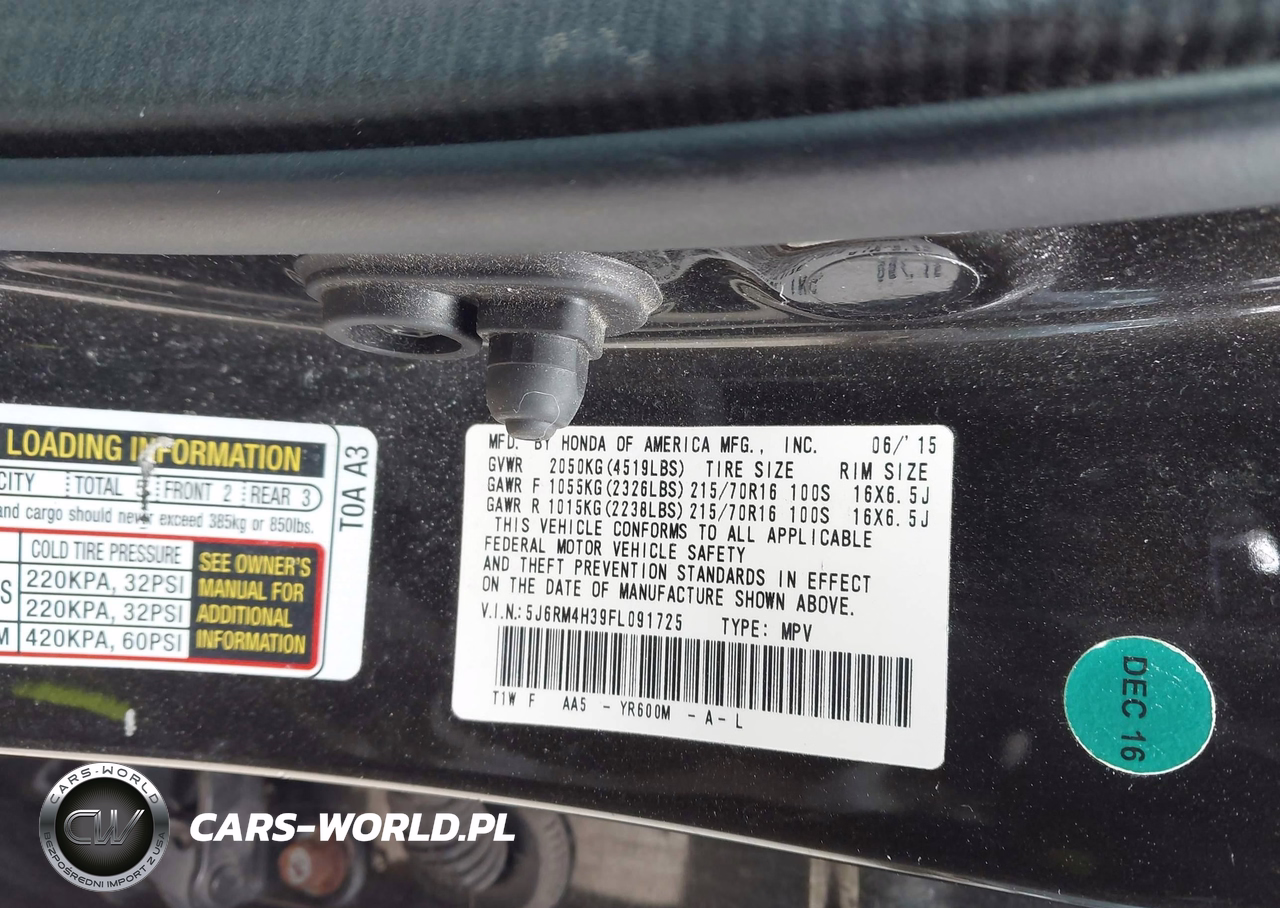 LOADING INFORMATION
CITY TOTAL 5 FRONT 2 REAR 3
and cargo should never exceed 385kg or 850lbs.
COLD TIRE PRESSURE
S 220KPA, 32PSI
220KPA, 32PSI
M 420KPA, 60PSI
SEE OWNER'S
MANUAL FOR
ADDITIONAL
INFORMATION
T0A A3
MFD. BY HONDA OF AMERICA MFG., INC. 06/'15
GVWR 2050KG(4519LBS) TIRE SIZE RIM SIZE
GAWR F 1055KG(2326LBS) 215/70R16 100S 16X6.5J
GAWR R 1015KG(2238LBS) 215/70R16 100S 16X6.5J
THIS VEHICLE CONFORMS TO ALL APPLICABLE
FEDERAL MOTOR VEHICLE SAFETY
AND THEFT PREVENTION STANDARDS IN EFFECT
ON THE DATE OF MANUFACTURE SHOWN ABOVE.
V.I.N.:5J6RM4H39FL091725 TYPE: MPV
T1W F AA5 - YR600M - A - L
DEC 16
CARS-WORLD
CW
BEZPOŚREDNI IMPORT Z USA
CARS-WORLD.PL